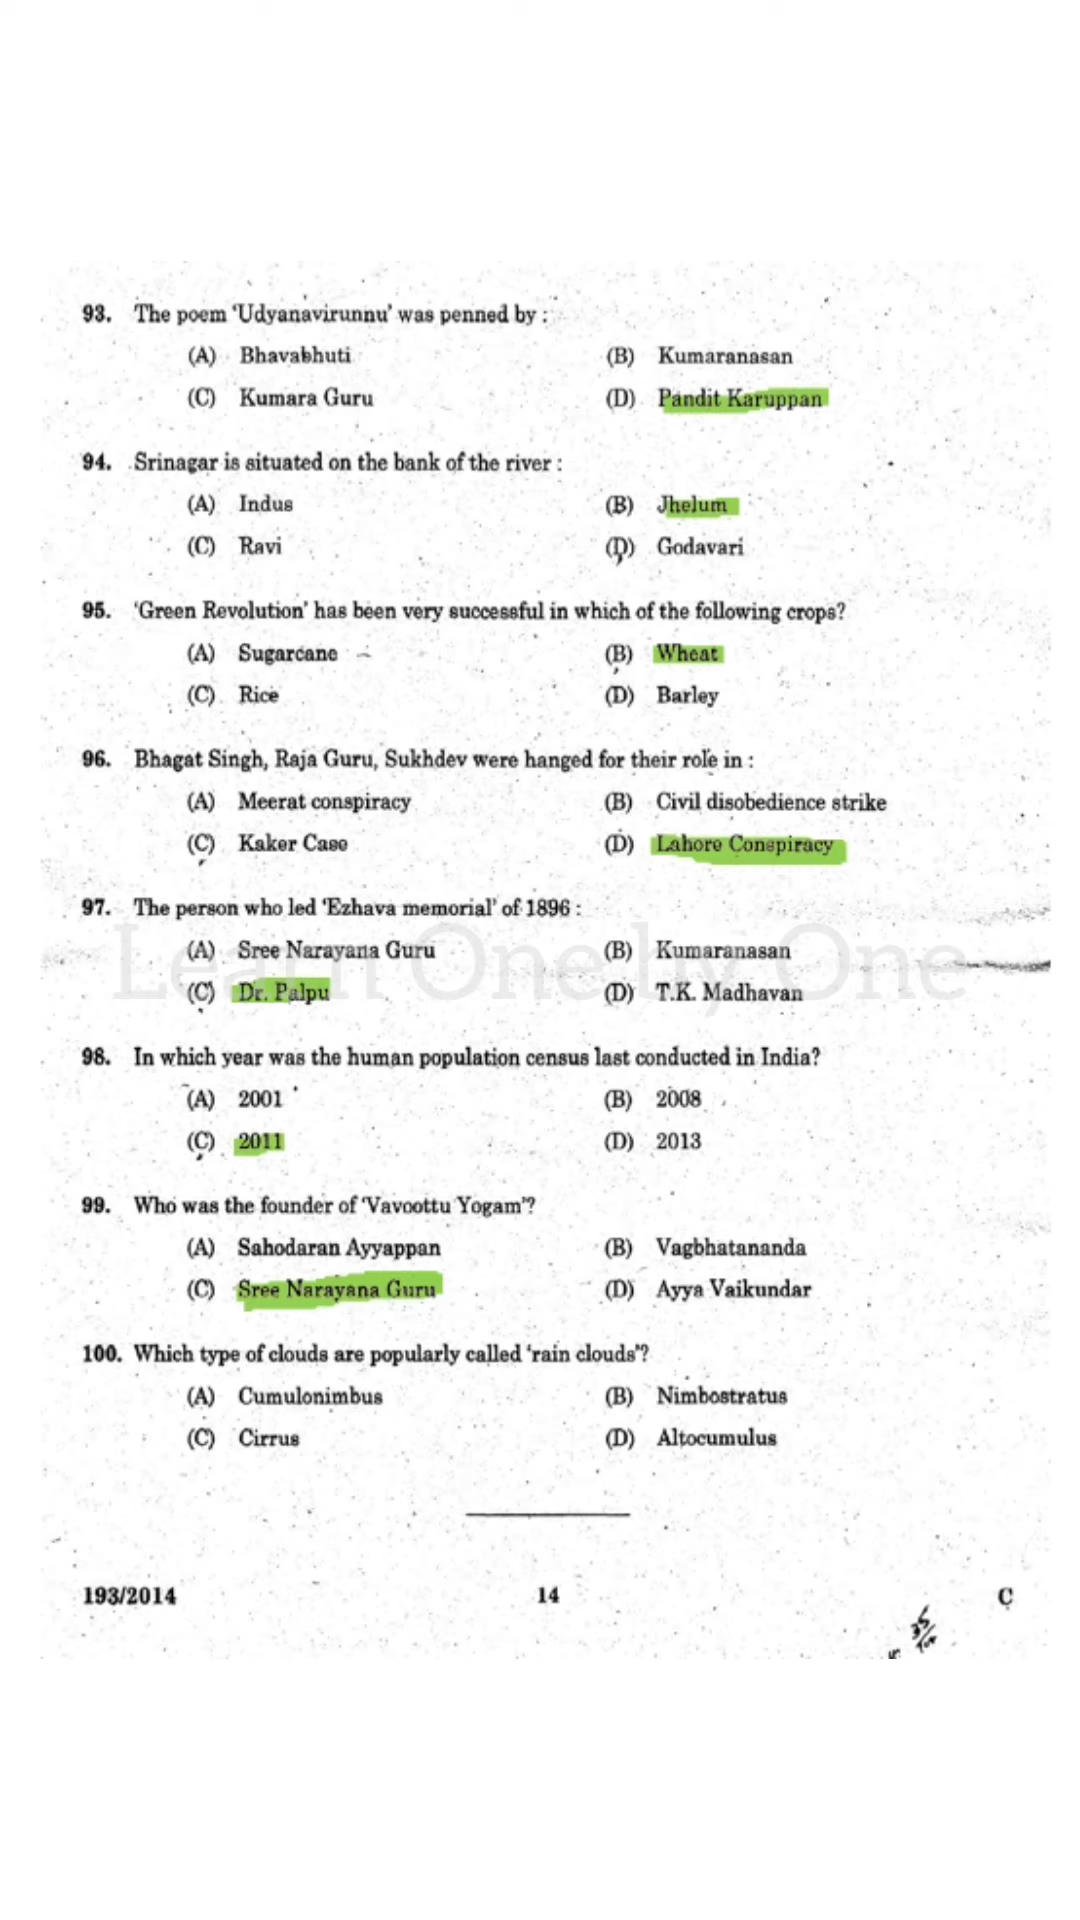 93. The poem 'Udyanavirunnu' was penned by :
(A) Bhavabhuti (B) Kumaranasan
(C) Kumara Guru (D) Pandit Karuppan
94. Srinagar is situated on the bank of the river :
(A) Indus (B) Jhelum
(C) Ravi (D) Godavari
95. 'Green Revolution' has been very successful in which of the following crops?
(A) Sugarcane (B) Wheat
(C) Rice (D) Barley
96. Bhagat Singh, Raja Guru, Sukhdev were hanged for their role in :
(A) Meerat conspiracy (B) Civil disobedience strike
(C) Kaker Case (D) Lahore Conspiracy
97. The person who led 'Ezhava memorial' of 1896 :
(A) Sree Narayana Guru (B) Kumaranasan
Learn One by One
(C) Dr. Palpu (D) T.K. Madhavan
98. In which year was the human population census last conducted in India?
(A) 2001 (B) 2008
(C) 2011 (D) 2013
99. Who was the founder of 'Vavoottu Yogam'?
(A) Sahodaran Ayyappan (B) Vagbhatananda
(C) Sree Narayana Guru (D) Ayya Vaikundar
100. Which type of clouds are popularly called 'rain clouds'?
(A) Cumulonimbus (B) Nimbostratus
(C) Cirrus (D) Altocumulus
193/2014 14 C